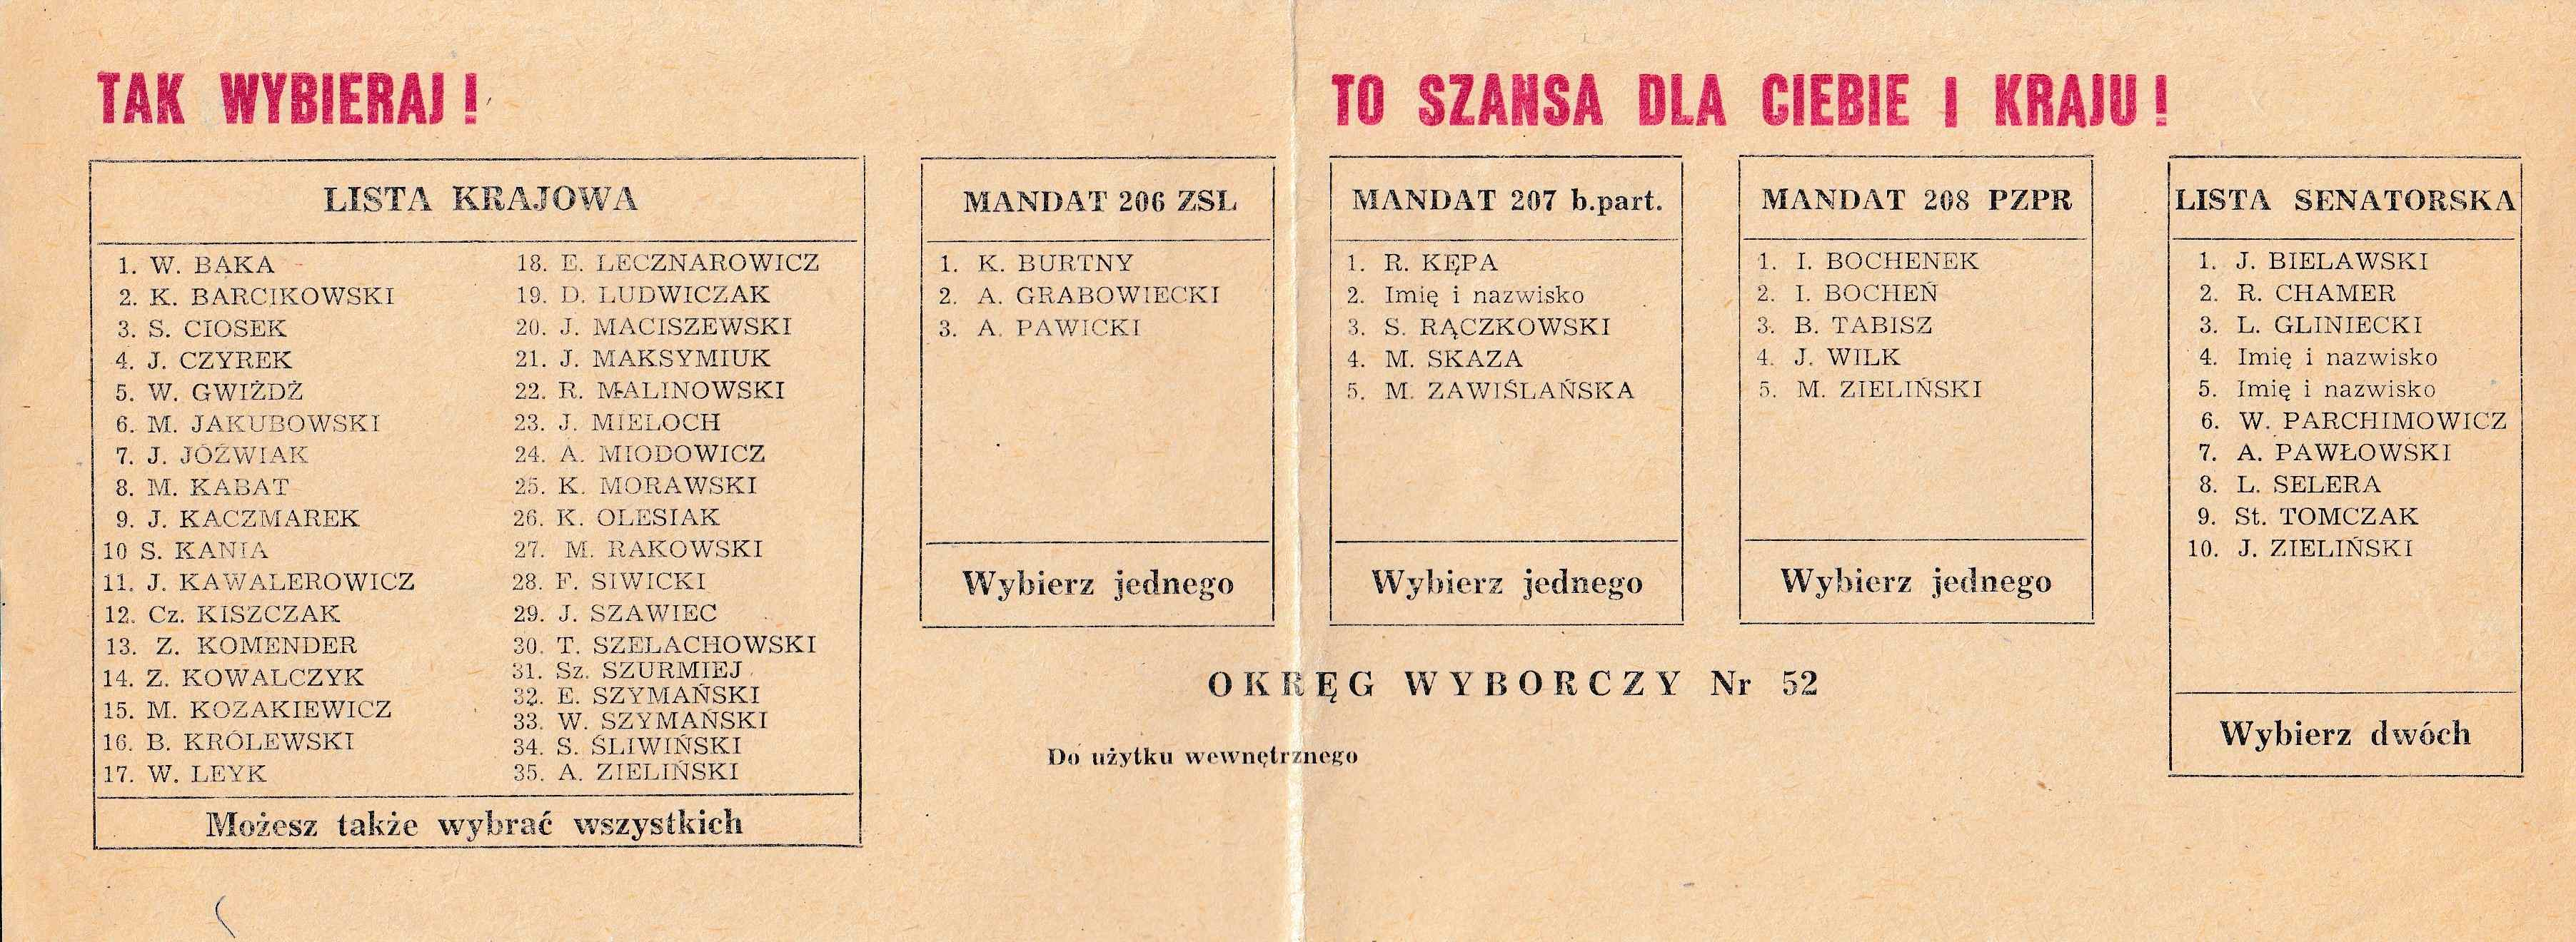 TAK WYBIERAJ!
TO SZANSA DLA CIEBIE I KRAJU!
LISTA KRAJOWA
1. W. BAKA
2. K. BARCIKOWSKI
3. S. CIOSEK
4. J. CZYREK
5. W. GWIŻDŻ
6. M. JAKUBOWSKI
7. J. JÓŹWIAK
8. M. KABAT
9. J. KACZMAREK
10 S. KANIA
11. J. KAWALEROWICZ
12. Cz. KISZCZAK
13. Z. KOMENDER
14. Z. KOWALCZYK
15. M. KOZAKIEWICZ
16. B. KRÓLEWSKI
17. W. LEYK
18. E. LECZNAROWICZ
19. D. LUDWICZAK
20. J. MACISZEWSKI
21. J. MAKSYMIUK
22. R. MALINOWSKI
23. J. MIELOCH
24. A. MIODOWICZ
25. K. MORAWSKI
26. K. OLESIAK
27. M. RAKOWSKI
28. F. SIWICKI
29. J. SZAWIEC
30. T. SZELACHOWSKI
31. Sz. SZURMIEJ
32. E. SZYMAŃSKI
33. W. SZYMAŃSKI
34. S. ŚLIWIŃSKI
35. A. ZIELIŃSKI
Możesz także wybrać wszystkich
MANDAT 206 ZSL
1. K. BURTNY
2. A. GRABOWIECKI
3. A. PAWICKI
Wybierz jednego
MANDAT 207 b.part.
1. R. KĘPA
2. Imię i nazwisko
3. S. RĄCZKOWSKI
4. M. SKAZA
5. M. ZAWIŚLAŃSKA
Wybierz jednego
MANDAT 208 PZPR
1. I. BOCHENEK
2. I. BOCHEŃ
3. B. TABISZ
4. J. WILK
5. M. ZIELIŃSKI
Wybierz jednego
LISTA SENATORSKA
1. J. BIELAWSKI
2. R. CHAMER
3. L. GLINIECKI
4. Imię i nazwisko
5. Imię i nazwisko
6. W. PARCHIMOWICZ
7. A. PAWŁOWSKI
8. L. SELERA
9. St. TOMCZAK
10. J. ZIELIŃSKI
Wybierz dwóch
OKRĘG WYBORCZY Nr 52
Do użytku wewnętrznego